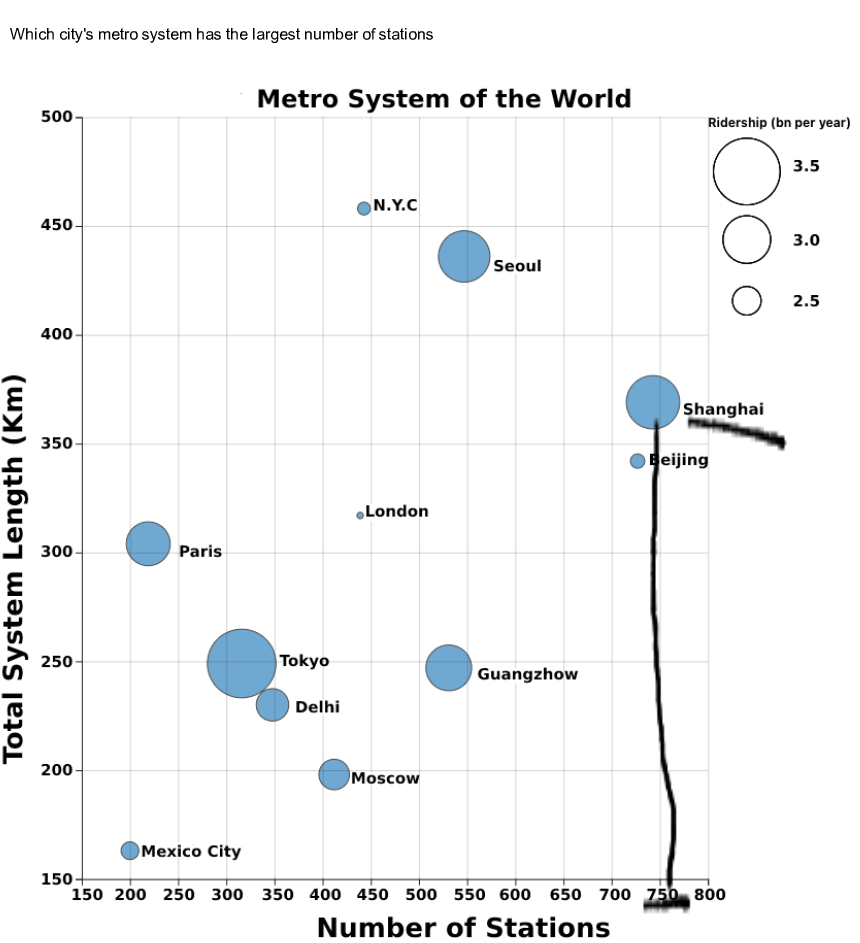 Which city's metro system has the largest number of stations
Metro System of the World
Ridership (bn per year)
3.5
3.0
2.5
500
450
400
350
300
250
200
150
Total System Length (Km)
N.Y.C
Seoul
Shanghai
Beijing
London
Paris
Tokyo
Guangzhow
Delhi
Moscow
Mexico City
150 200 250 300 350 400 450 500 550 600 650 700 750 800
Number of Stations